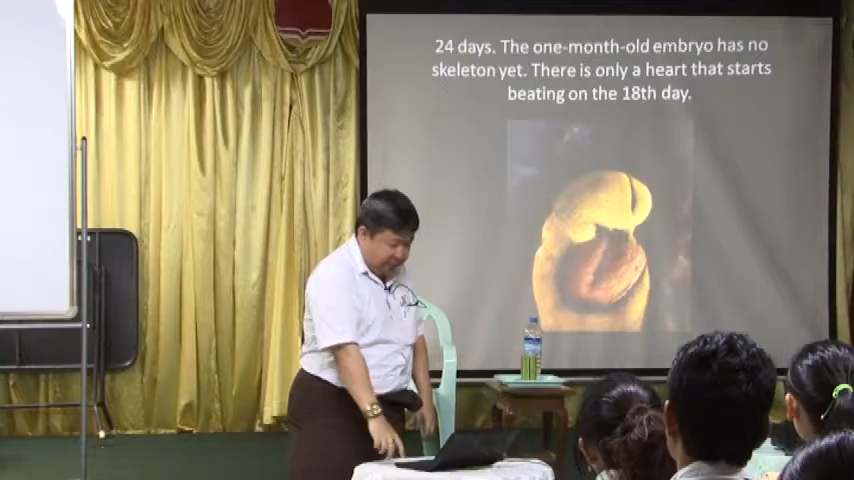 24 days. The one-month-old embryo has no
skeleton yet. There is only a heart that starts
beating on the 18th day.